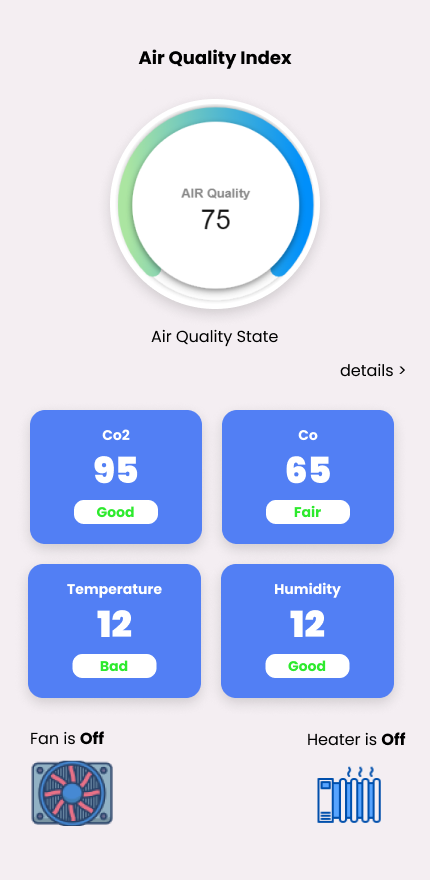 Air Quality Index
AIR Quality
75
Air Quality State
details >
Co2
95
Good
Co
65
Fair
Temperature
12
Bad
Humidity
12
Good
Fan is Off
Heater is Off